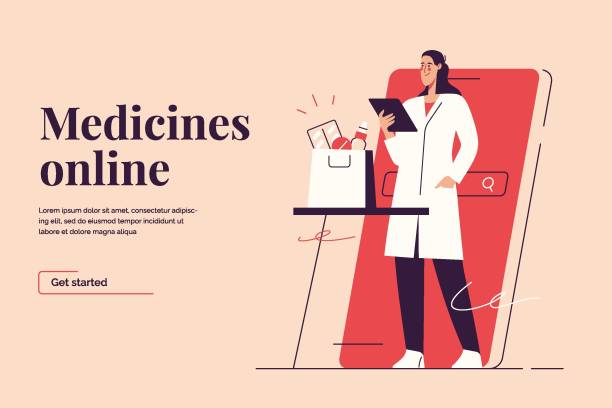 Medicines
online
Lorem ipsum dolor sit amet, consectetur adipisc-
ing elit, sed do eiusmod tempor incididunt ut
labore et dolore magna aliqua
Get started